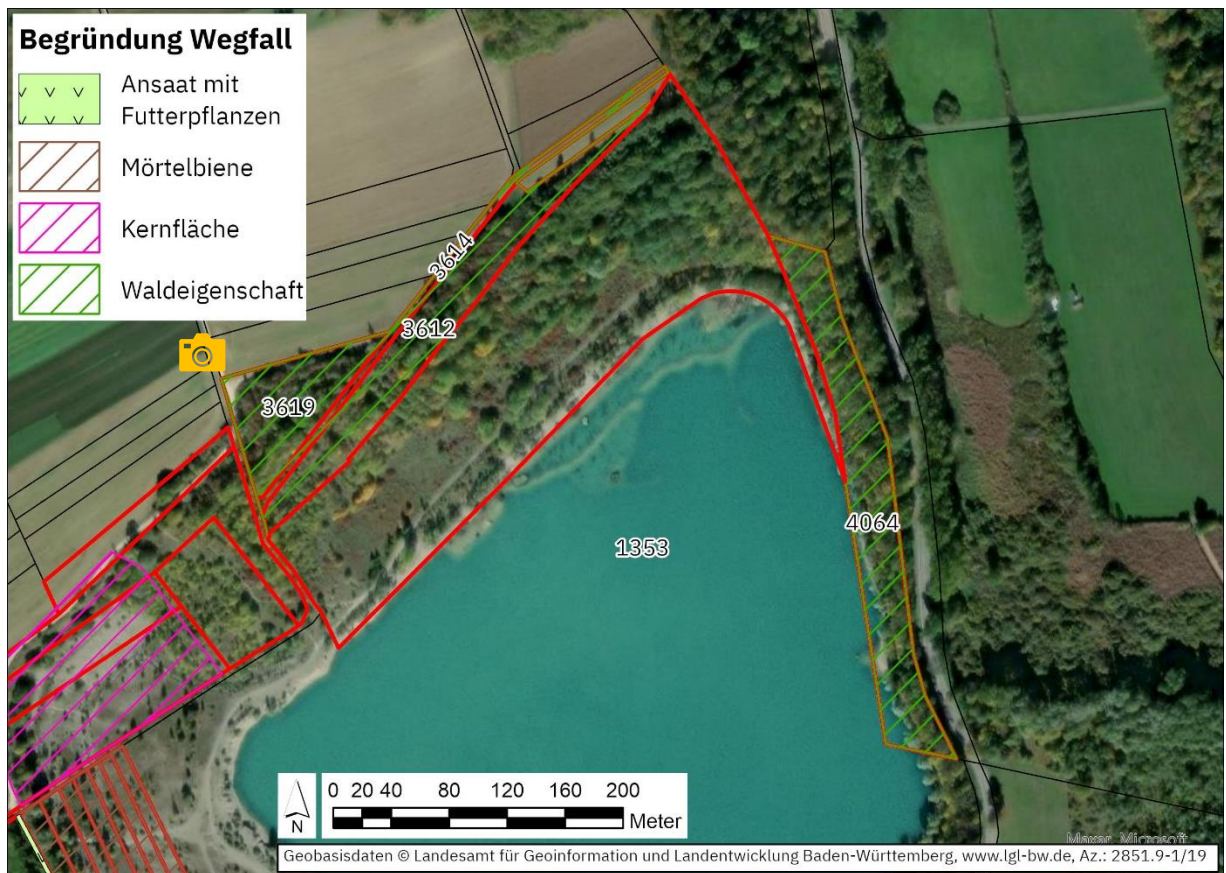 Begründung Wegfall
Ansaat mit
Futterpflanzen
Mörtelbiene
Kernfläche
Waldeigenschaft
3614
3612
3619
4064
1353
0 20 40 80 120 160 200
Meter
N
Maxar, Microsoft
Geobasisdaten © Landesamt für Geoinformation und Landentwicklung Baden-Württemberg, www.lgl-bw.de, Az.: 2851.9-1/19